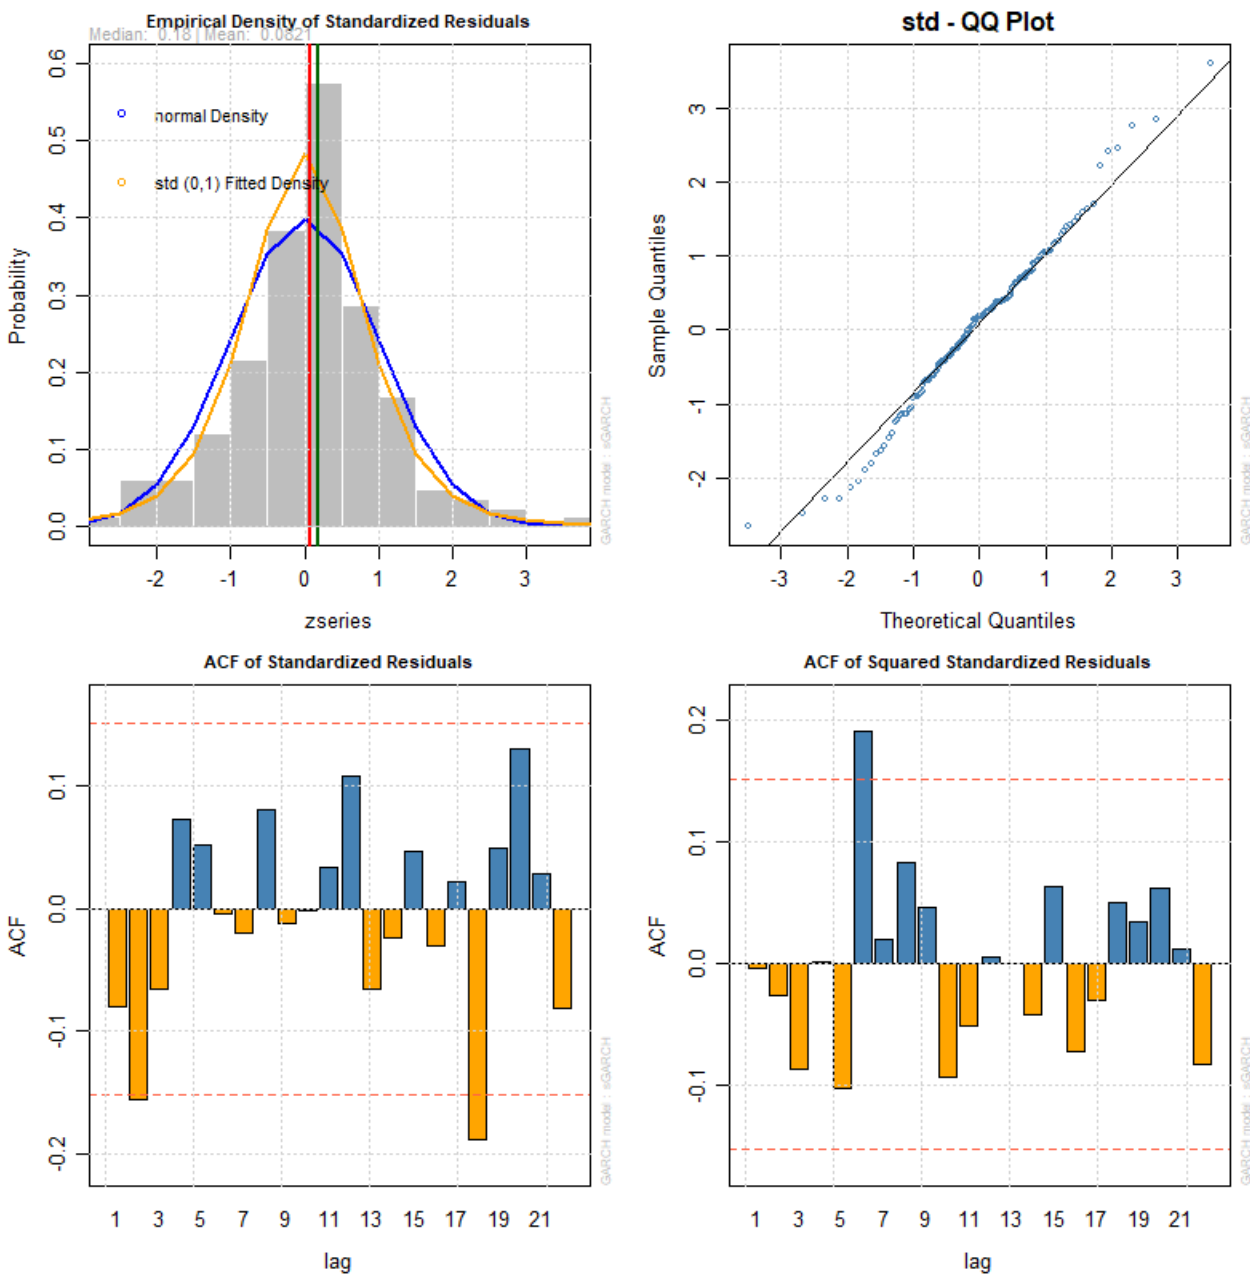 Empirical Density of Standardized Residuals
Median: 0.18 | Mean: 0.0821
normal Density
std (0,1) Fitted Density
Probability
0.0 0.1 0.2 0.3 0.4 0.5 0.6
-2 -1 0 1 2 3
zseries
GARCH model : sGARCH
std - QQ Plot
Sample Quantiles
-2 -1 0 1 2 3
-3 -2 -1 0 1 2 3
Theoretical Quantiles
GARCH model : sGARCH
ACF of Standardized Residuals
ACF
-0.2 -0.1 0.0 0.1
1 3 5 7 9 11 13 15 17 19 21
lag
GARCH model : sGARCH
ACF of Squared Standardized Residuals
ACF
-0.1 0.0 0.1 0.2
1 3 5 7 9 11 13 15 17 19 21
lag
GARCH model : sGARCH